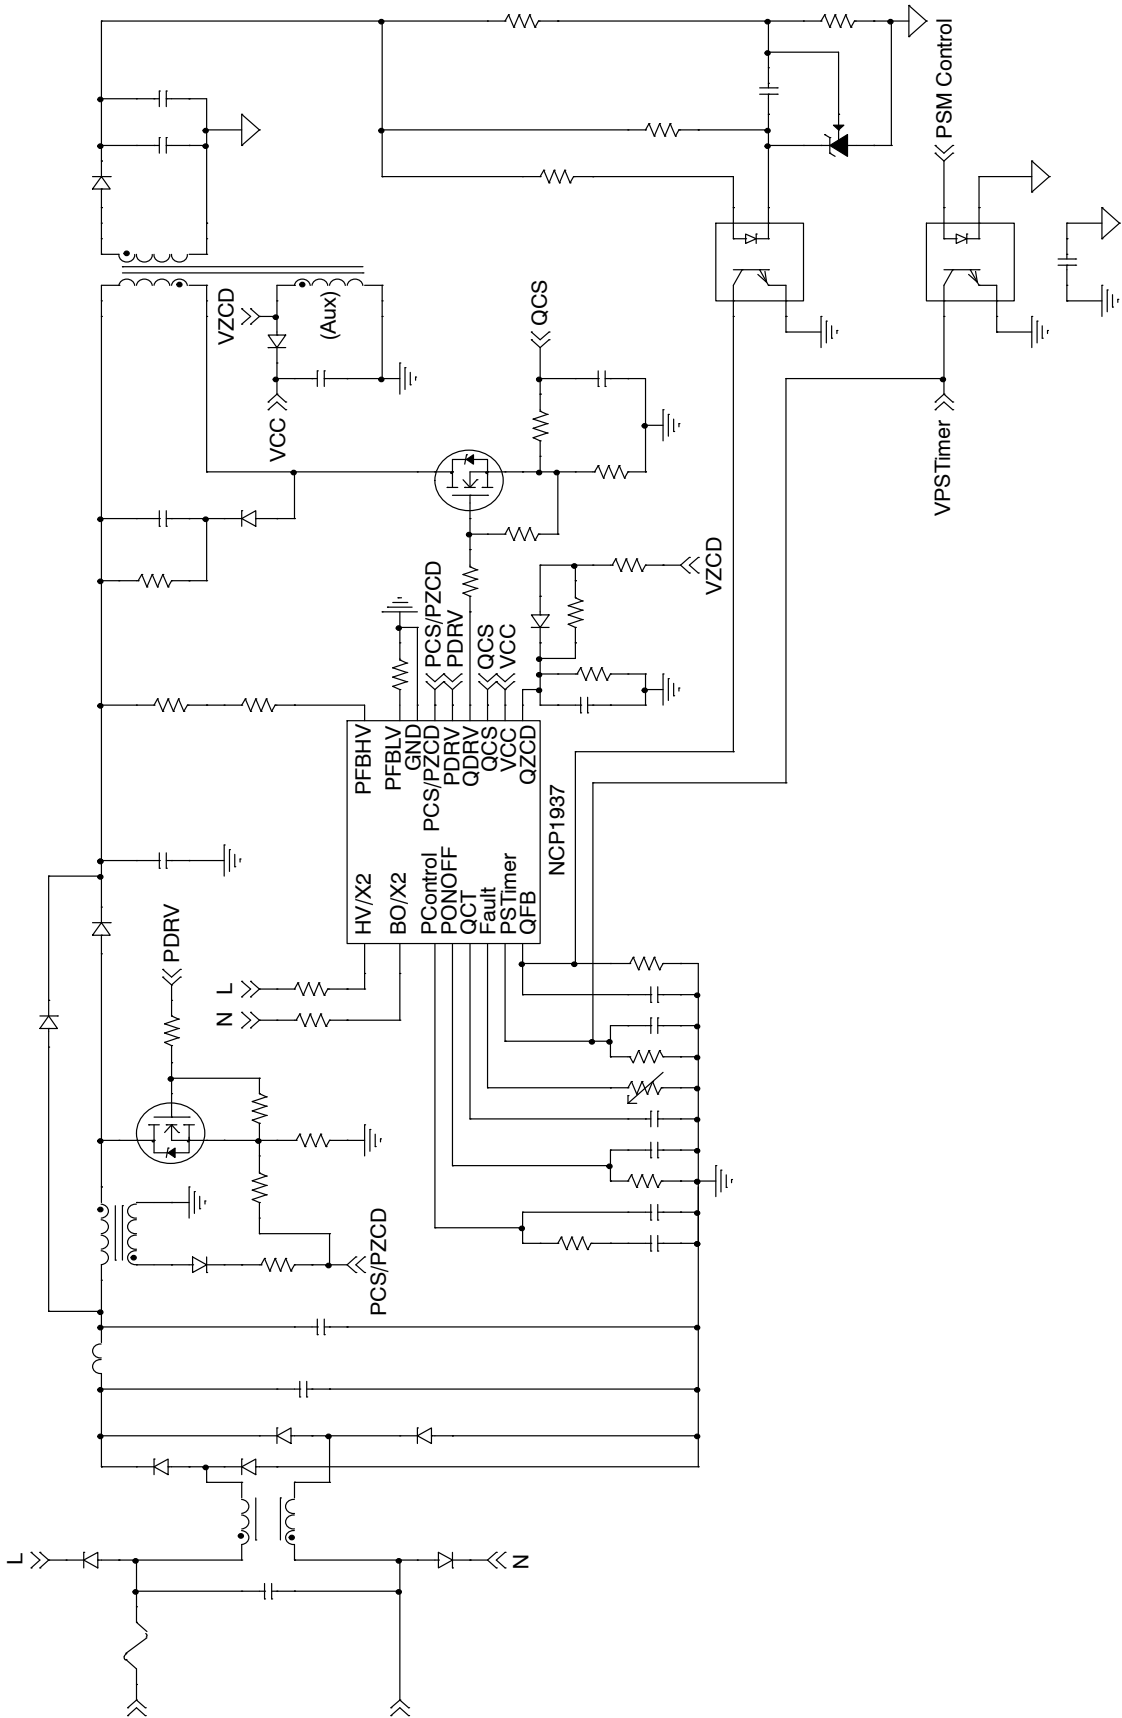 L
N
L
N
PDRV
PCS/PZCD
HV/X2
BO/X2
PControl
PONOFF
QCT
Fault
PSTimer
QFB
PFBHV
PFBLV
GND
PCS/PZCD
PDRV
QDRV
QCS
VCC
QZCD
NCP1937
PCS/PZCD
PDRV
QCS
VCC
VZCD
VCC
VZCD
(Aux)
QCS
VPSTimer
PSM Control